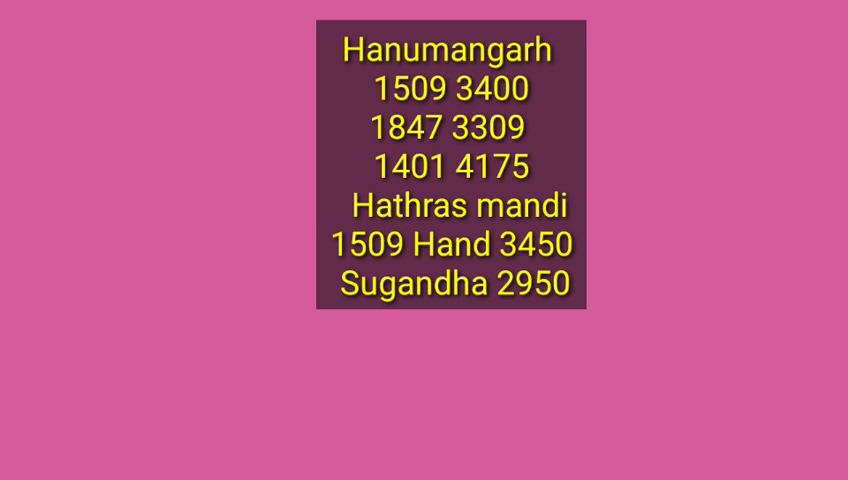 Hanumangarh
1509 3400
1847 3309
1401 4175
Hathras mandi
1509 Hand 3450
Sugandha 2950